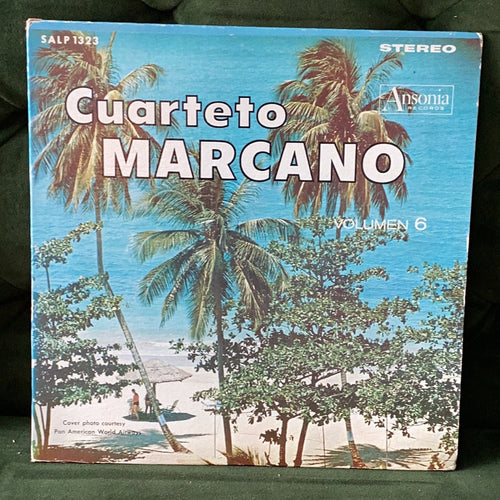 SALP 1323
STEREO
Ansonia
RECORDS
Cuarteto
MARCANO
VOLUMEN 6
Cover photo courtesy
Pan American World Airways